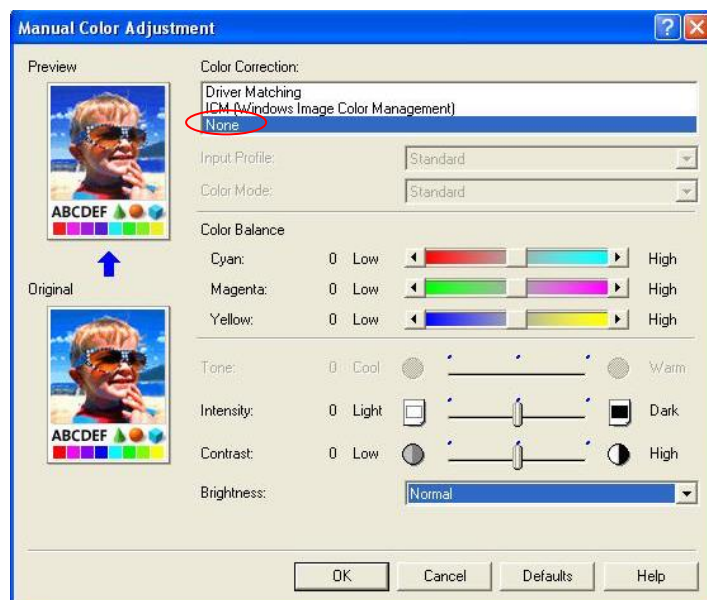 Manual Color Adjustment
Preview
ABCDEF
Original
ABCDEF
Color Correction:
Driver Matching
ICM (Windows Image Color Management)
None
Input Profile: Standard
Color Mode: Standard
Color Balance
Cyan: 0 Low High
Magenta: 0 Low High
Yellow: 0 Low High
Tone: 0 Cool Warm
Intensity: 0 Light Dark
Contrast: 0 Low High
Brightness: Normal
OK Cancel Defaults Help